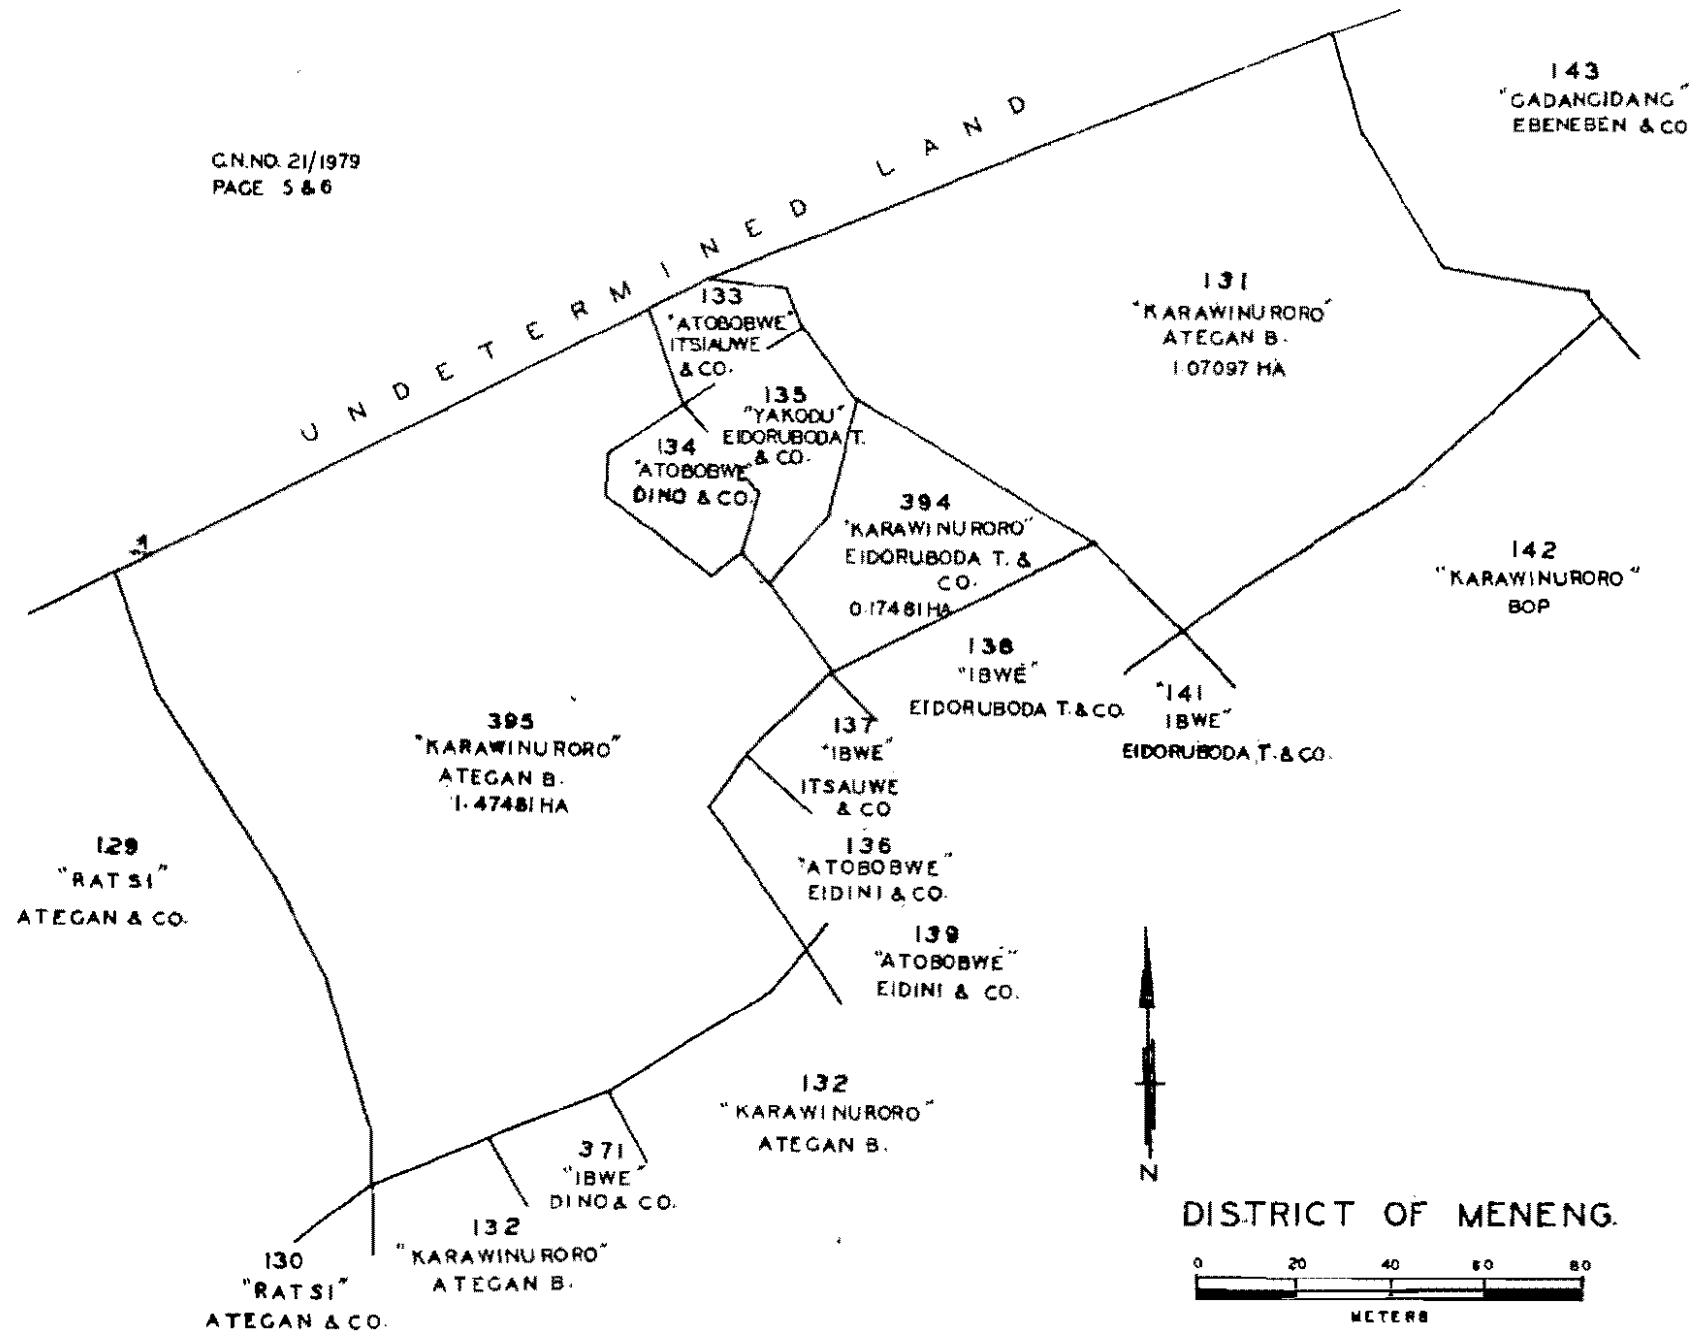 143
"GADANGIDANG"
EBENEBEN & CO
G.N.NO. 21/1979
PAGE 5 & 6
UNDETERMINED LAND
131
"KARAWINURORO"
ATEGAN B.
1.07097 HA
133
"ATOBOBWE"
ITSIAUWE
& CO.
135
"YAKODU"
EIDORUBODA T.
& CO.
134
"ATOBOBWE"
DINO & CO.
394
"KARAWINURORO"
EIDORUBODA T. &
CO.
0.17481 HA
142
"KARAWINURORO"
BOP
138
"IBWE"
EIDORUBODA T. & CO.
141
"IBWE"
EIDORUBODA T. & CO.
395
"KARAWINURORO"
ATEGAN B.
1.47481 HA
137
"IBWE"
ITSAUWE
& CO
129
"RATSI"
ATEGAN & CO.
136
"ATOBOBWE"
EIDINI & CO.
139
"ATOBOBWE"
EIDINI & CO.
132
"KARAWINURORO"
ATEGAN B.
371
"IBWE"
DINO & CO.
132
"KARAWINURORO"
ATEGAN B.
130
"RATSI"
ATEGAN & CO.
N
DISTRICT OF MENENG.
0 20 40 60 80
METERS